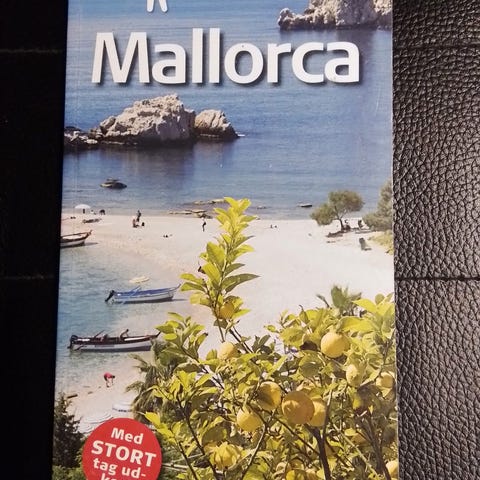 Mallorca
Med
STORT
tag ud-